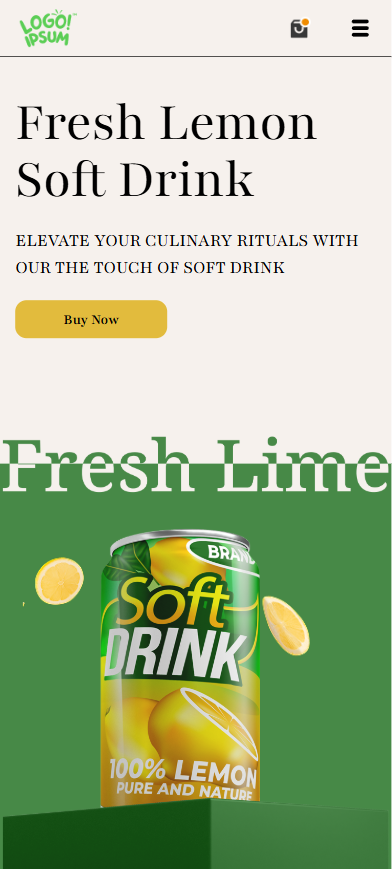 LOGO!
IPSUM
Fresh Lemon
Soft Drink
ELEVATE YOUR CULINARY RITUALS WITH
OUR THE TOUCH OF SOFT DRINK
Buy Now
Fresh Lime
BRAND
Soft
DRINK
100% LEMON
PURE AND NATURE